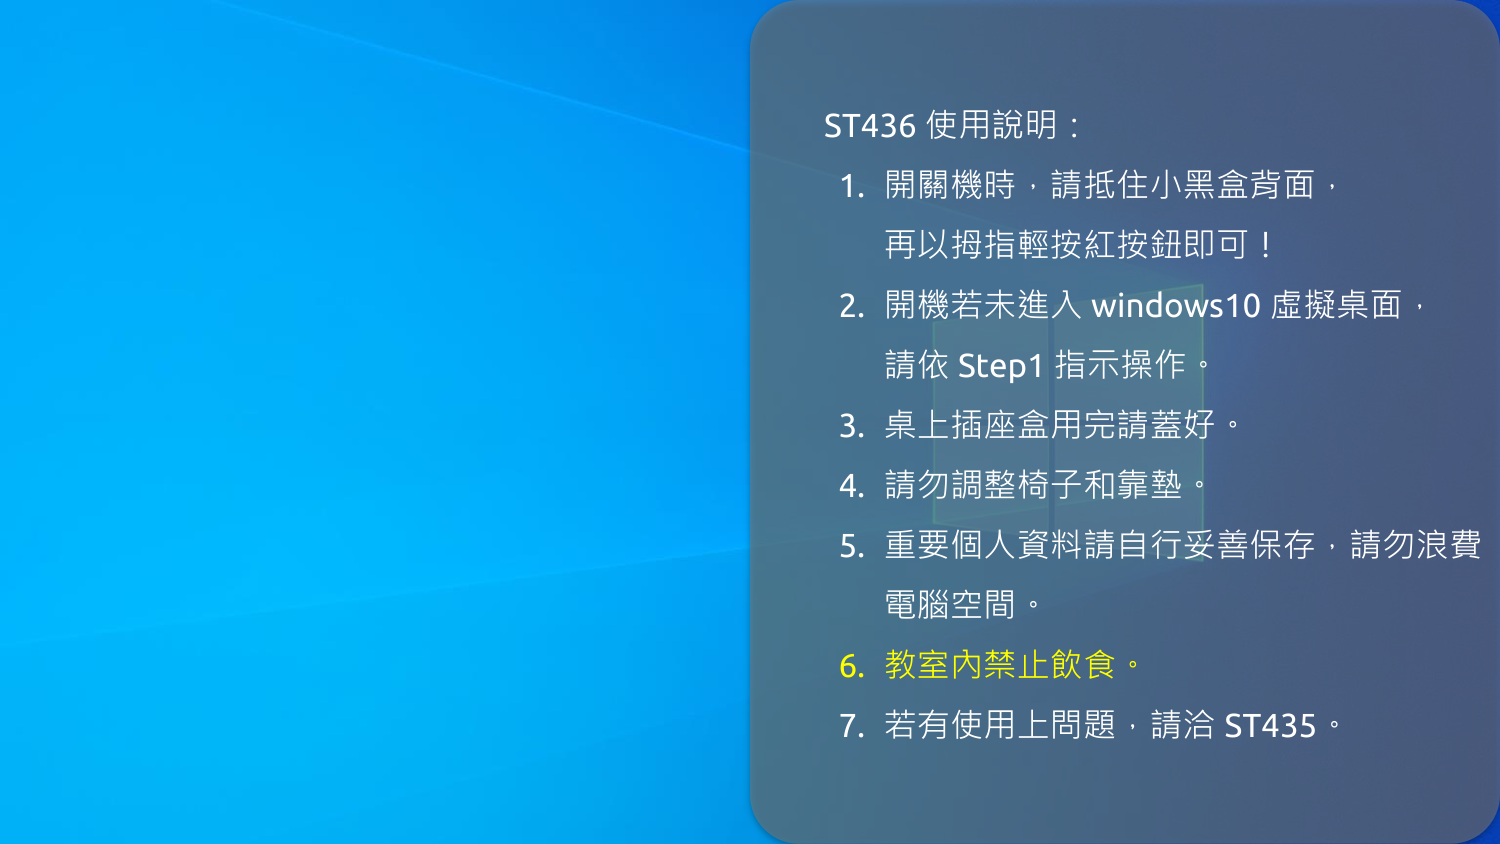 ST436 使用說明：
1. 開關機時，請抵住小黑盒背面，
再以拇指輕按紅按鈕即可！
2. 開機若未進入 windows10 虛擬桌面，
請依 Step1 指示操作。
3. 桌上插座盒用完請蓋好。
4. 請勿調整椅子和靠墊。
5. 重要個人資料請自行妥善保存，請勿浪費
電腦空間。
6. 教室內禁止飲食。
7. 若有使用上問題，請洽 ST435。